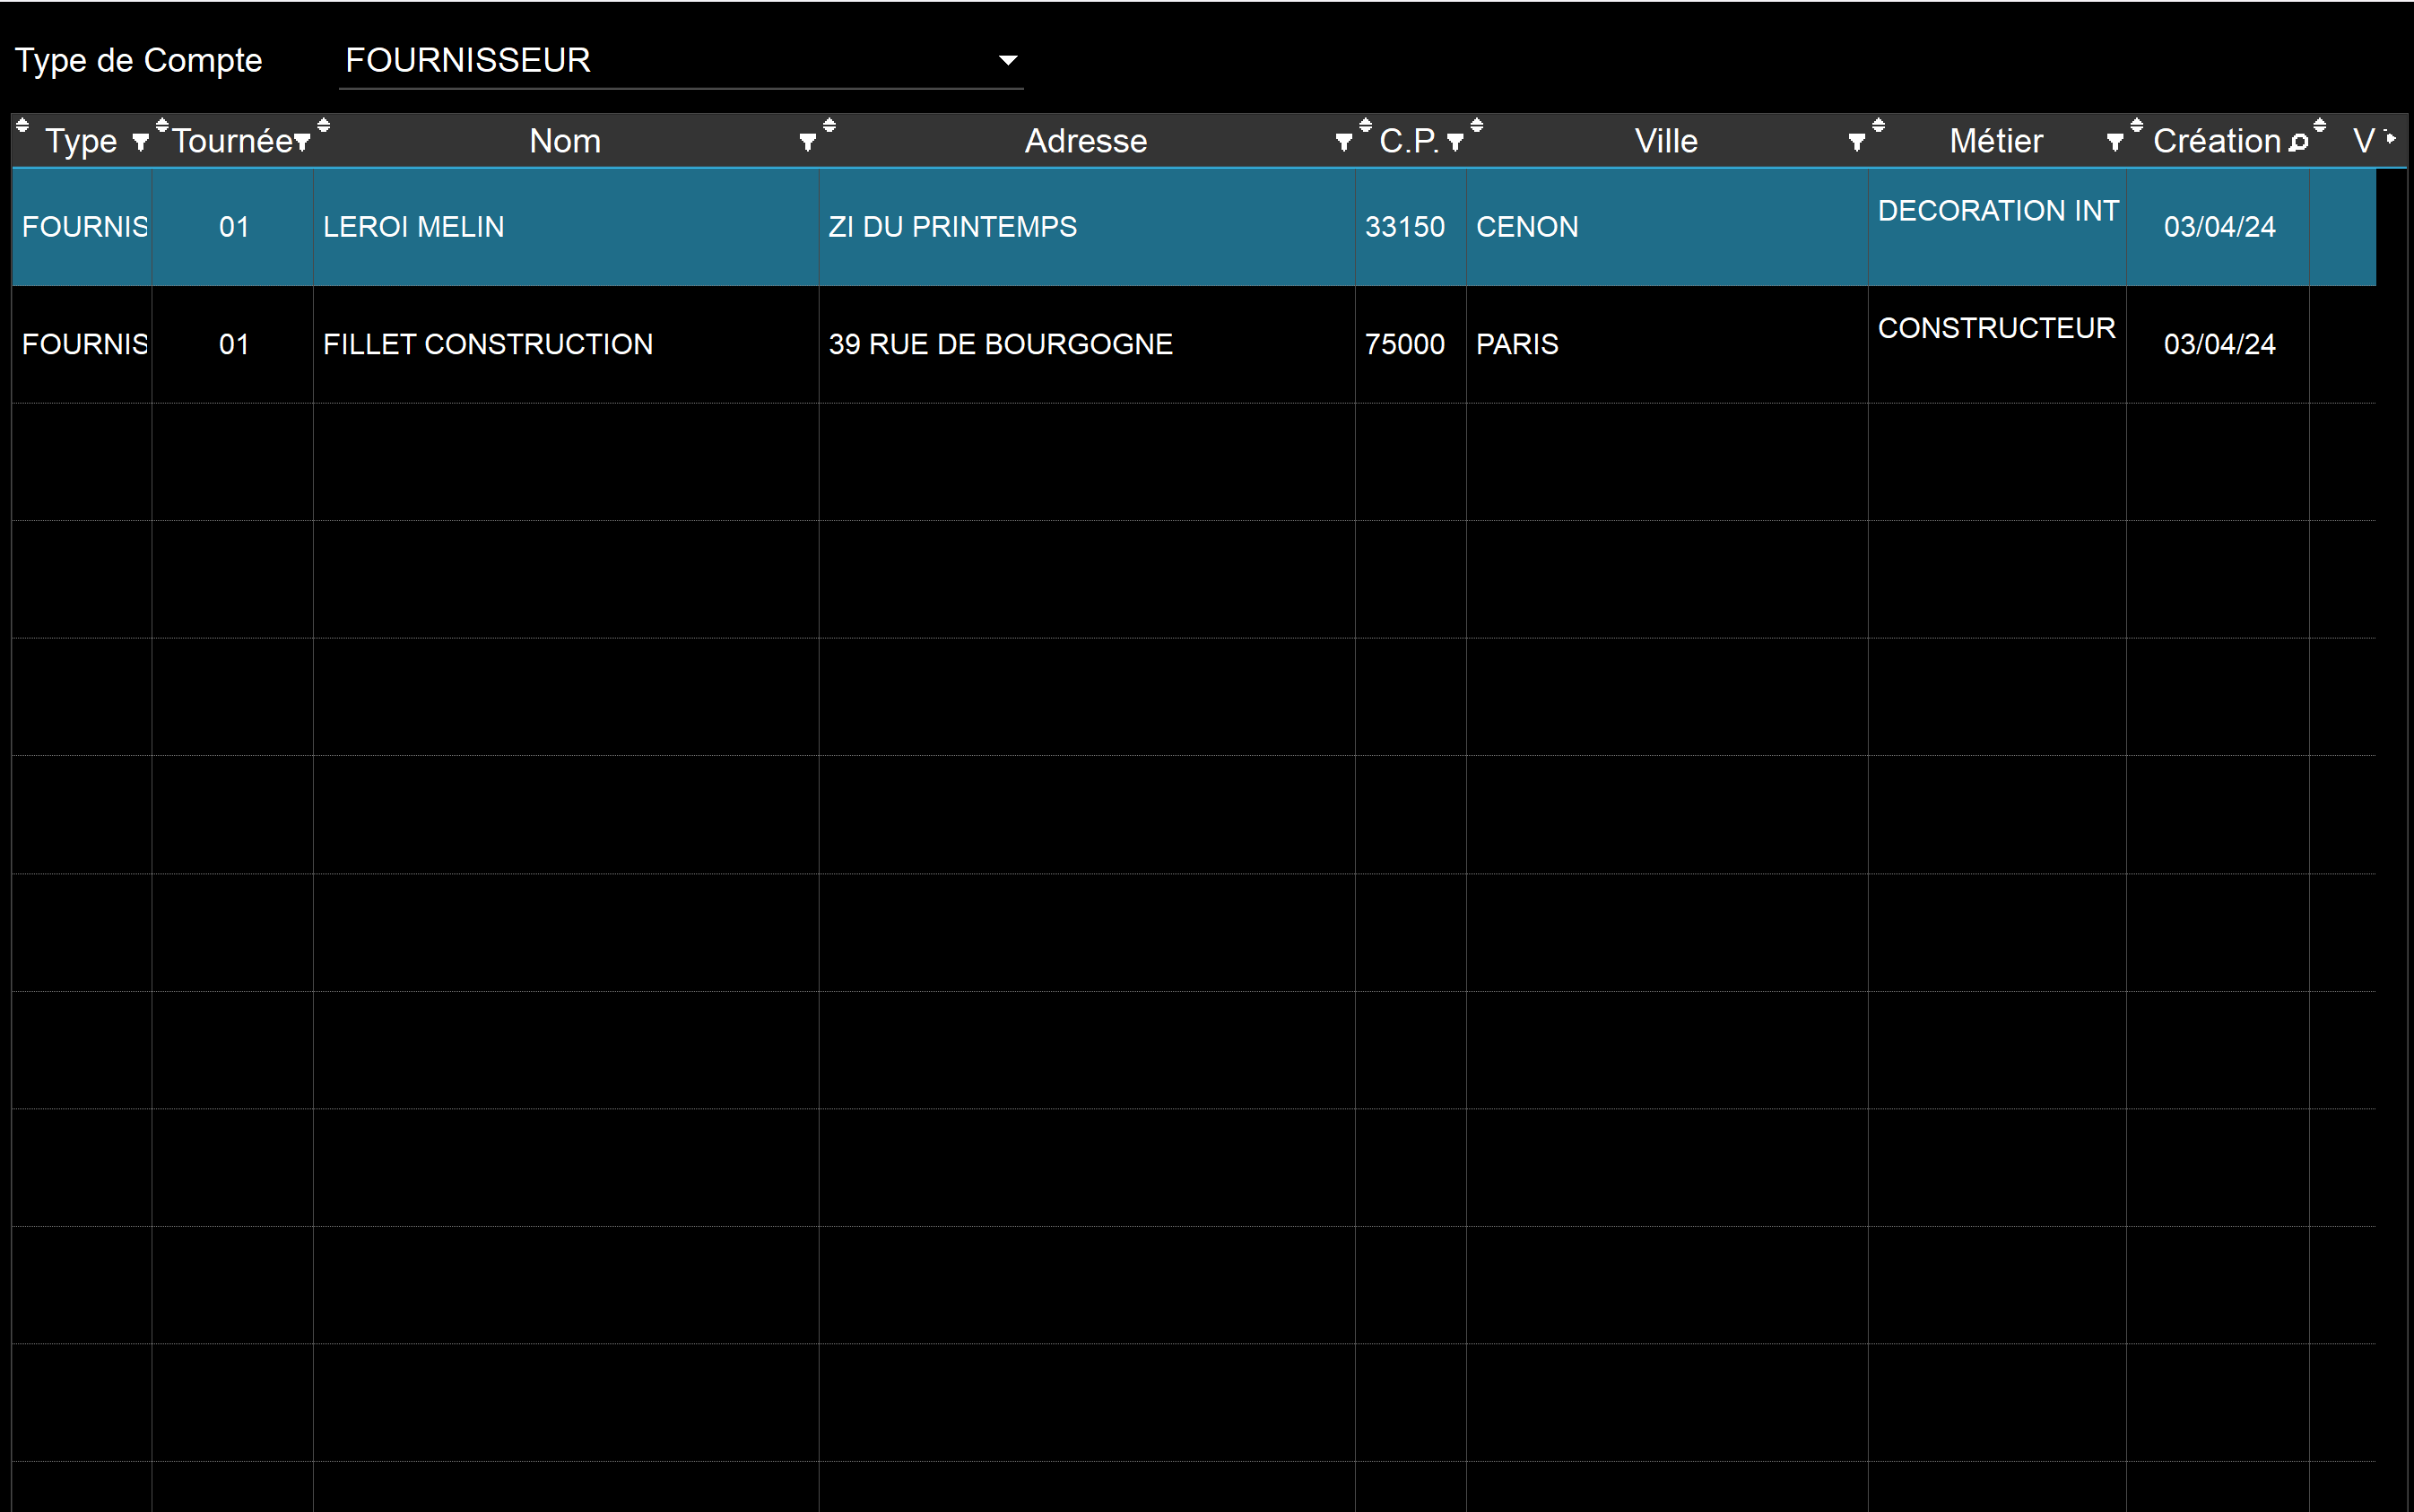 Type de Compte FOURNISSEUR
Type Tournée Nom Adresse C.P. Ville Métier Création V
FOURNIS 01 LEROI MELIN ZI DU PRINTEMPS 33150 CENON DECORATION INT 03/04/24
FOURNIS 01 FILLET CONSTRUCTION 39 RUE DE BOURGOGNE 75000 PARIS CONSTRUCTEUR 03/04/24